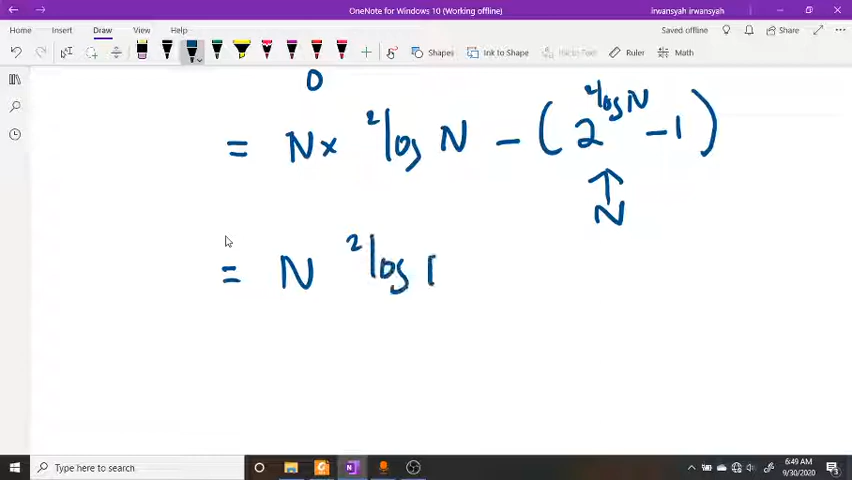 OneNote for Windows 10 (Working offline)
irwansyah irwansyah
Home Insert Draw View Help
Saved offline Share
Shapes Ink to Shape Ink to Text Ruler Math
0
= N× ²log N − ( 2^²log N − 1 )
↑
N
= N ²log
Type here to search
6:49 AM
9/30/2020